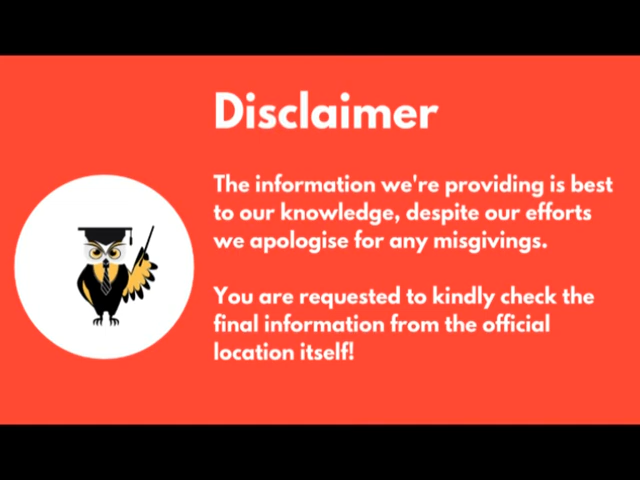 Disclaimer
The information we're providing is best
to our knowledge, despite our efforts
we apologise for any misgivings.
You are requested to kindly check the
final information from the official
location itself!